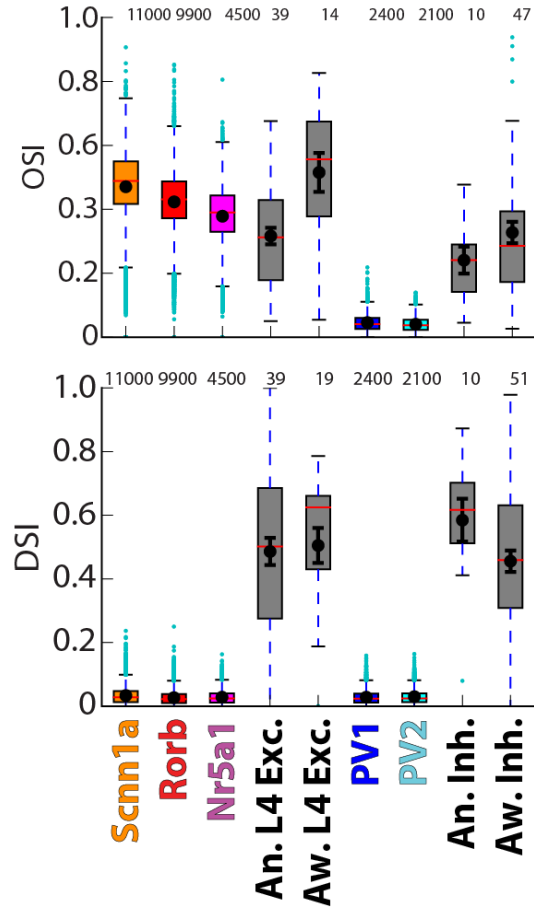 11000 9900 4500 39 14 2400 2100 10 47
1.0
0.8
0.6
0.3
0.2
0
OSI
11000 9900 4500 39 19 2400 2100 10 51
1.0
0.8
0.6
0.4
0.2
0
DSI
Scnn1a
Rorb
Nr5a1
An. L4 Exc.
Aw. L4 Exc.
PV1
PV2
An. Inh.
Aw. Inh.